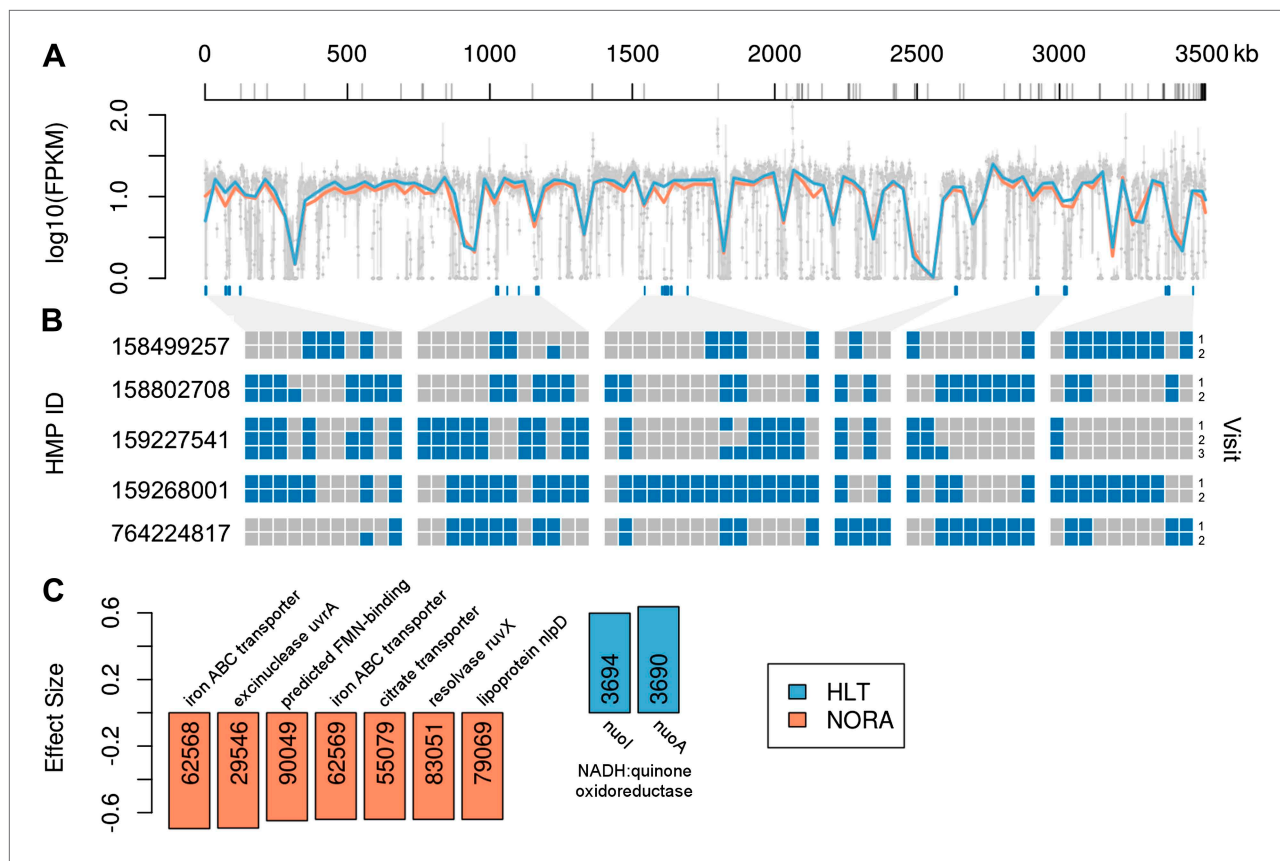 A
0 500 1000 1500 2000 2500 3000 3500 kb
log10(FPKM)
2.0
1.0
0.0
B
HMP ID
158499257
1
2
158802708
1
2
159227541
1
2
3
159268001
1
2
764224817
1
2
Visit
C
Effect Size
0.6
0.2
-0.2
-0.6
iron ABC transporter
excinuclease uvrA
predicted FMN-binding
iron ABC transporter
citrate transporter
resolvase ruvX
lipoprotein nlpD
62568
29546
90049
62569
55079
83051
79069
3694
3690
nuoI
nuoA
NADH:quinone
oxidoreductase
HLT
NORA